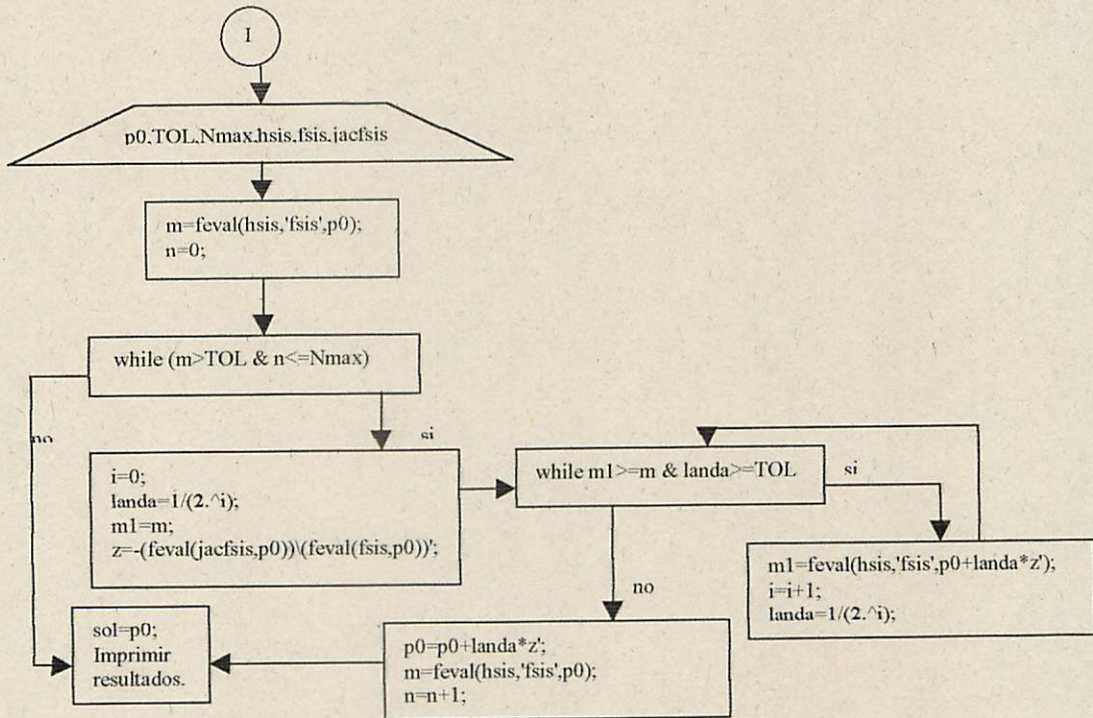 I
p0,TOL,Nmax,hsis,fsis,jacfsis
m=feval(hsis,'fsis',p0);
n=0;
while (m>TOL & n<=Nmax)
no
si
i=0;
landa=1/(2.^i);
m1=m;
z=-(feval(jacfsis,p0))\(feval(fsis,p0))';
while m1>=m & landa>=TOL
si
m1=feval(hsis,'fsis',p0+landa*z');
i=i+1;
landa=1/(2.^i);
no
p0=p0+landa*z';
m=feval(hsis,'fsis',p0);
n=n+1;
sol=p0;
Imprimir
resultados.